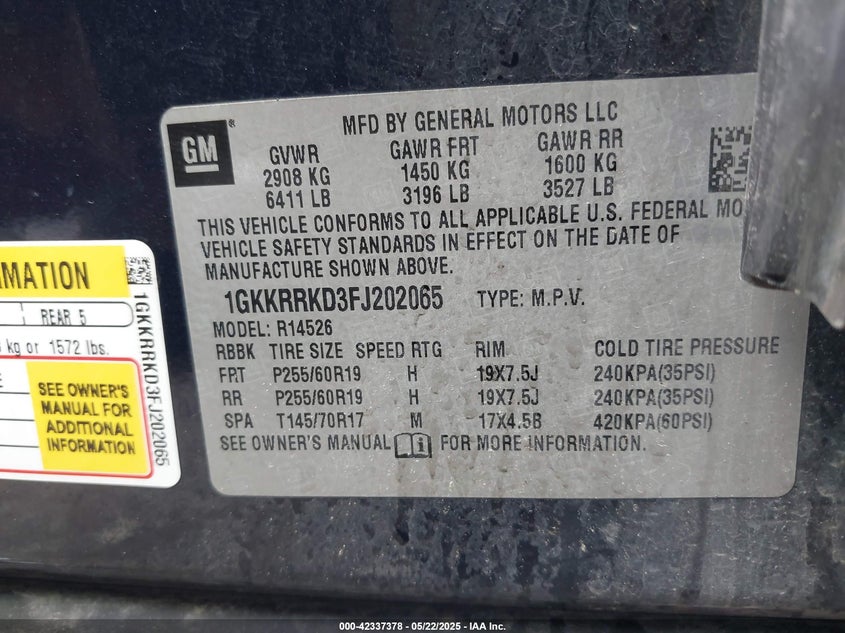 MFD BY GENERAL MOTORS LLC
GM
GVWR GAWR FRT GAWR RR
2908 KG 1450 KG 1600 KG
6411 LB 3196 LB 3527 LB
THIS VEHICLE CONFORMS TO ALL APPLICABLE U.S. FEDERAL MO
VEHICLE SAFETY STANDARDS IN EFFECT ON THE DATE OF
MANUFACTURE SHOWN ABOVE.
1GKKRRKD3FJ202065 TYPE: M.P.V.
MODEL: R14526
RBBK TIRE SIZE SPEED RTG RIM COLD TIRE PRESSURE
FRT P255/60R19 H 19X7.5J 240KPA(35PSI)
RR P255/60R19 H 19X7.5J 240KPA(35PSI)
SPA T145/70R17 M 17X4.5B 420KPA(60PSI)
SEE OWNER'S MANUAL i FOR MORE INFORMATION.
RMATION
REAR 5
kg or 1572 lbs.
SEE OWNER'S
MANUAL FOR
ADDITIONAL
INFORMATION
1GKKRRKD3FJ202065
000-42337378 - 05/22/2025 - IAA Inc.